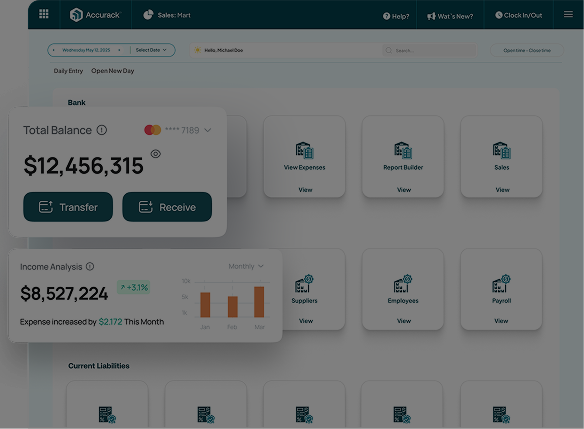 Accurack
Sales: Mart
Help?
Wat's New?
Clock In/Out
Wednesday May 13, 2025
Select Date
Hello, Michael Doe
Search...
Open time - Close time
Daily Entry
Open New Day
Bank
Total Balance
**** 7189
$12,456,315
Transfer
Receive
View Expenses
View
Report Builder
View
Sales
View
Income Analysis
Monthly
$8,527,224
+3.1%
Expense increased by $2,172 This Month
10k
5k
1k
Jan
Feb
Mar
Suppliers
View
Employees
View
Payroll
View
Current Liabilities